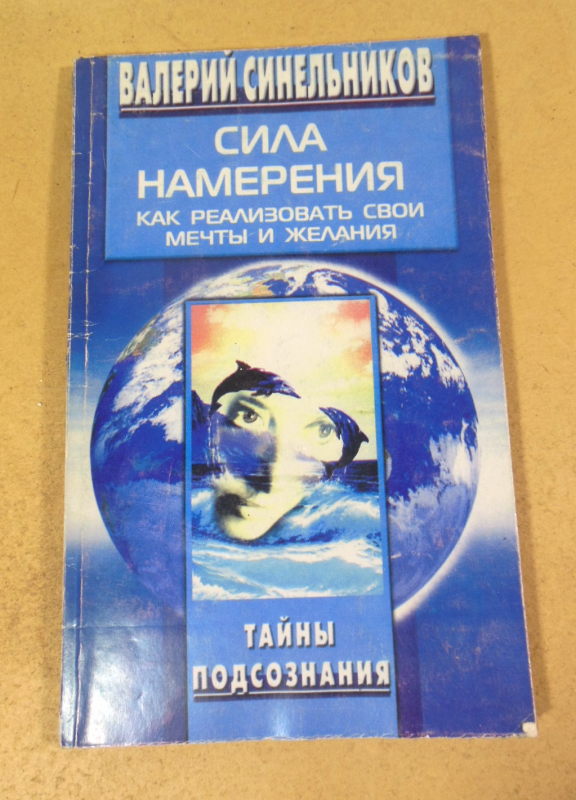 ВАЛЕРИЙ СИНЕЛЬНИКОВ
СИЛА
НАМЕРЕНИЯ
КАК РЕАЛИЗОВАТЬ СВОИ
МЕЧТЫ И ЖЕЛАНИЯ
ТАЙНЫ
ПОДСОЗНАНИЯ